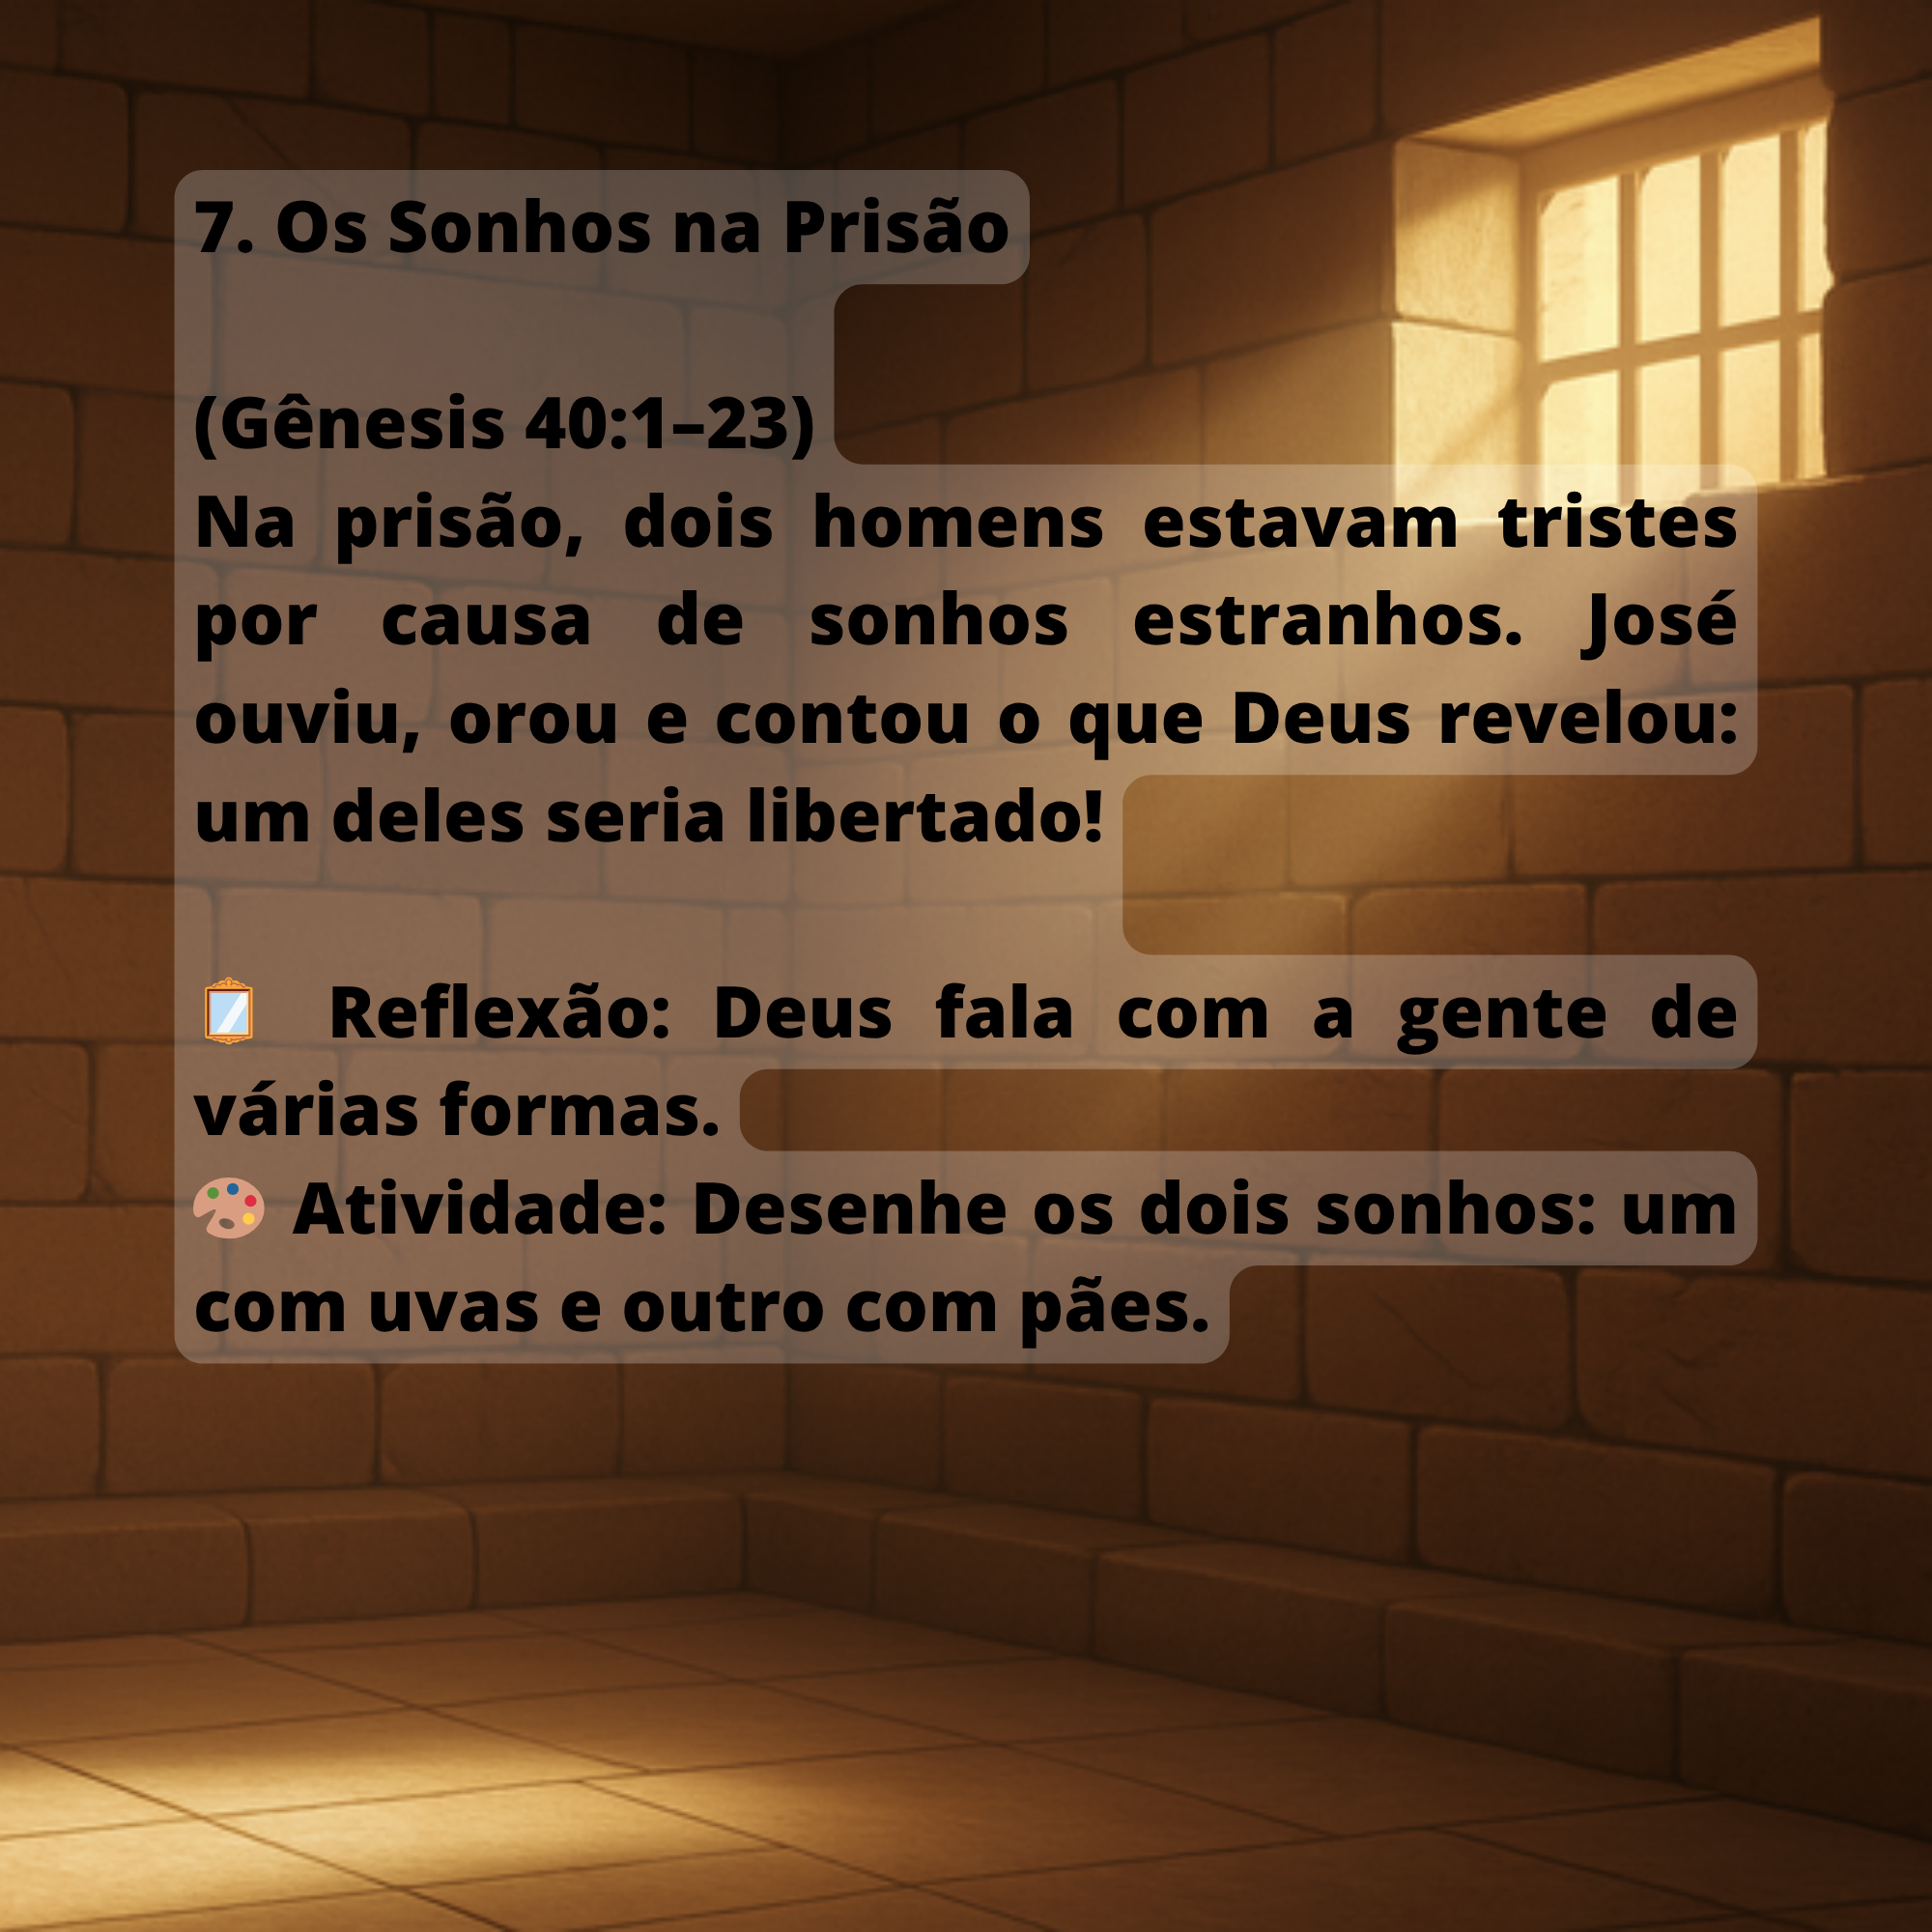 7. Os Sonhos na Prisão
(Gênesis 40:1–23)
Na prisão, dois homens estavam tristes
por causa de sonhos estranhos. José
ouviu, orou e contou o que Deus revelou:
um deles seria libertado!
🪞 Reflexão: Deus fala com a gente de
várias formas.
🎨 Atividade: Desenhe os dois sonhos: um
com uvas e outro com pães.